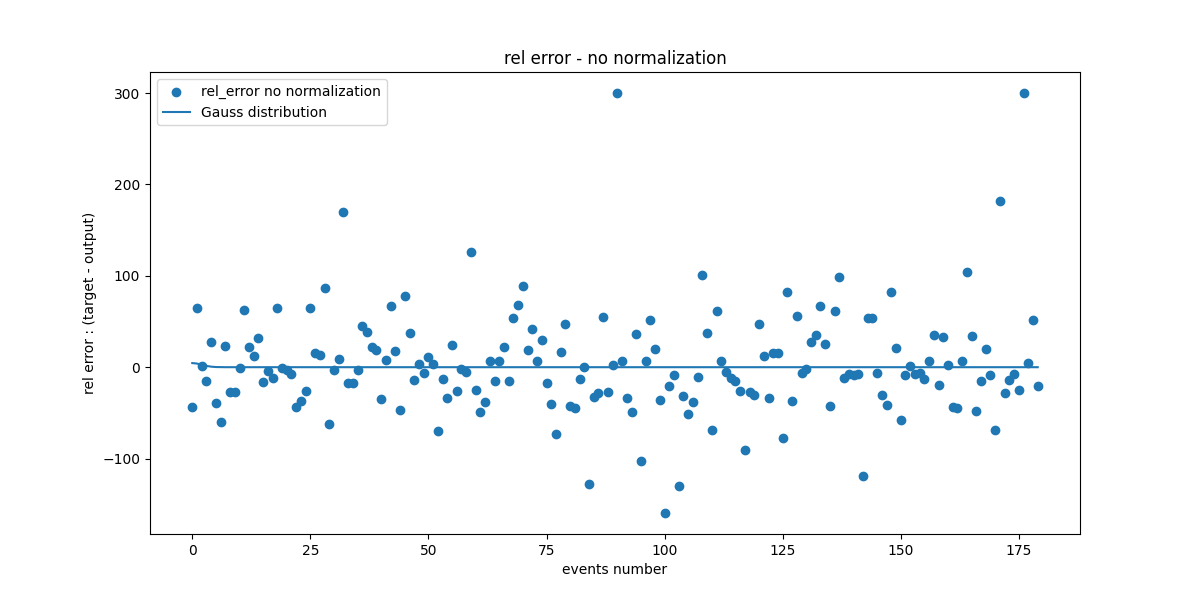 rel error - no normalization
rel_error no normalization
Gauss distribution
300
200
100
0
−100
rel error : (target - output)
0 25 50 75 100 125 150 175
events number